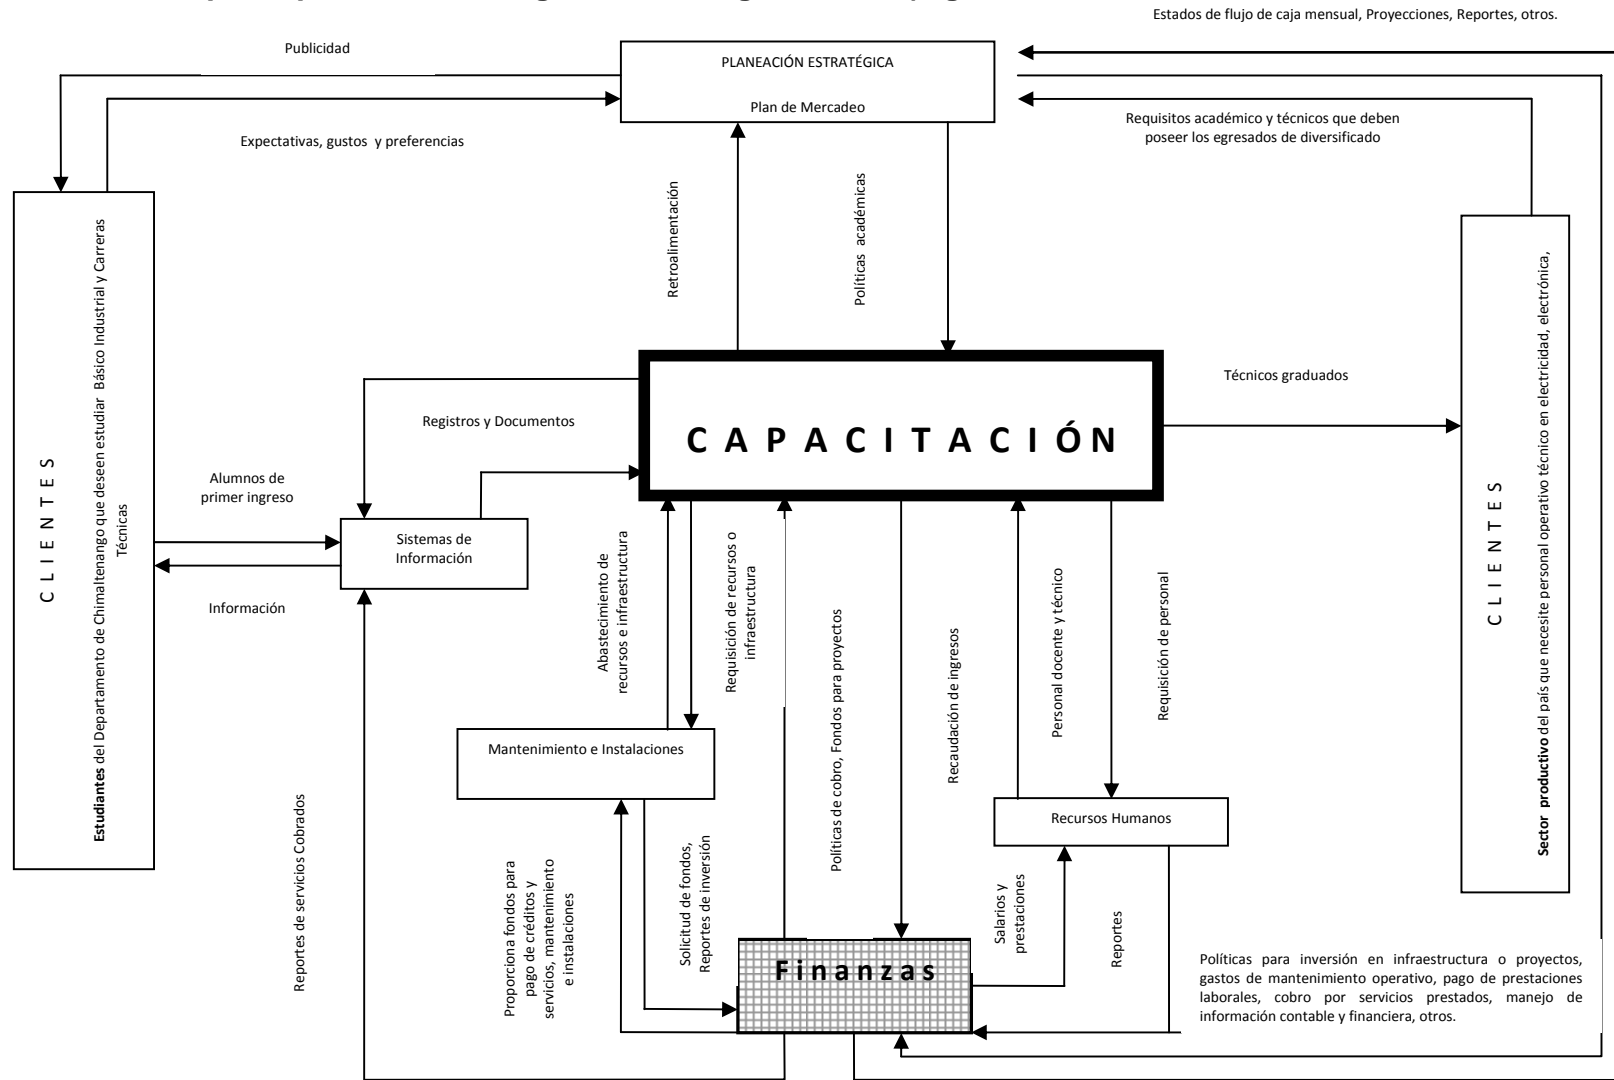 Estados de flujo de caja mensual, Proyecciones, Reportes, otros.
Publicidad
PLANEACIÓN ESTRATÉGICA
Plan de Mercadeo
Expectativas, gustos y preferencias
Requisitos académico y técnicos que deben
poseer los egresados de diversificado
Retroalimentación
Políticas académicas
CLIENTES
Estudiantes del Departamento de Chimaltenango que deseen estudiar Básico Industrial y Carreras
Técnicas
Registros y Documentos
CAPACITACIÓN
Técnicos graduados
CLIENTES
Sector productivo del país que necesite personal operativo técnico en electricidad, electrónica,
Alumnos de
primer ingreso
Sistemas de
Información
Información
Abastecimiento de
recursos e infraestructura
Requisición de recursos o
infraestructura
Políticas de cobro, Fondos para proyectos
Recaudación de ingresos
Personal docente y técnico
Requisición de personal
Mantenimiento e Instalaciones
Recursos Humanos
Reportes de servicios Cobrados
Proporciona fondos para
pago de créditos y
servicios, mantenimiento
e instalaciones
Solicitud de fondos,
Reportes de inversión
Finanzas
Salarios y
prestaciones
Reportes
Políticas para inversión en infraestructura o proyectos,
gastos de mantenimiento operativo, pago de prestaciones
laborales, cobro por servicios prestados, manejo de
información contable y financiera, otros.